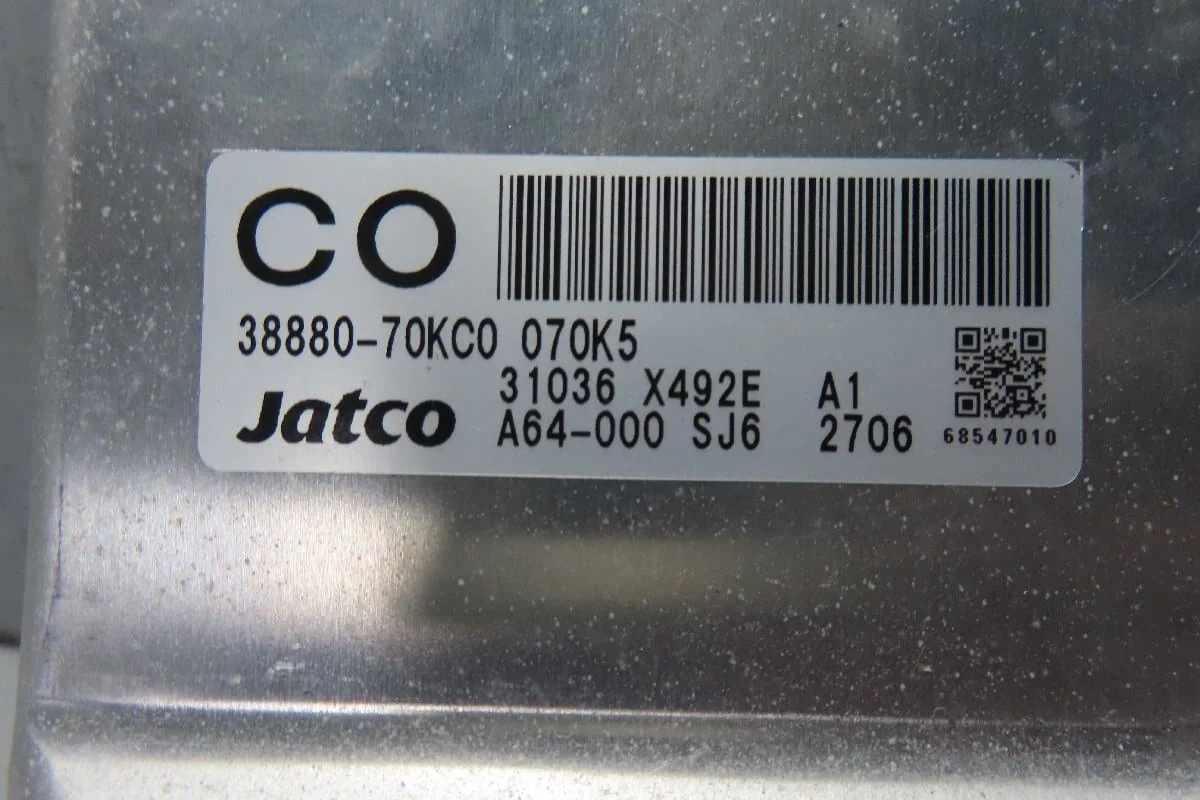 CO
38880-70KC0 070K5
31036 X492E A1
Jatco A64-000 SJ6 2706
68547010